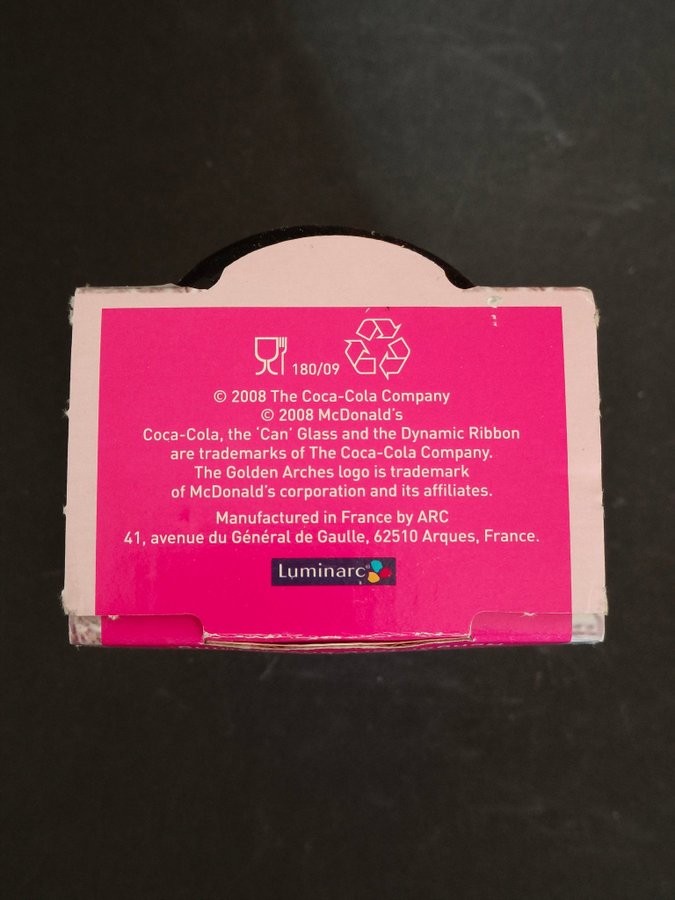 180/09
© 2008 The Coca-Cola Company
© 2008 McDonald's
Coca-Cola, the 'Can' Glass and the Dynamic Ribbon
are trademarks of The Coca-Cola Company.
The Golden Arches logo is trademark
of McDonald's corporation and its affiliates.
Manufactured in France by ARC
41, avenue du Général de Gaulle, 62510 Arques, France.
Luminarc®